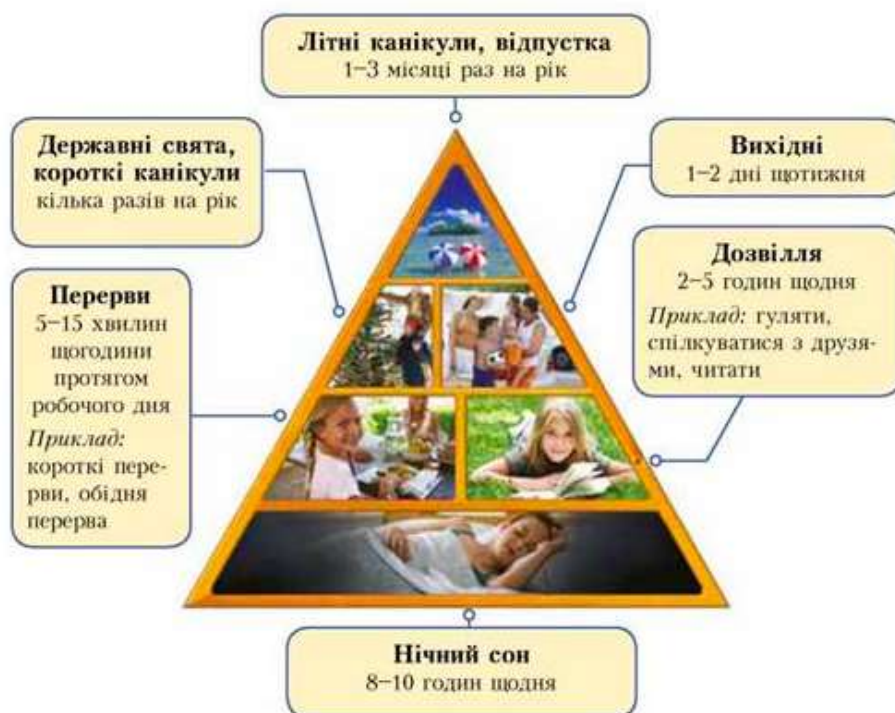 Літні канікули, відпустка
1–3 місяці раз на рік
Державні свята,
короткі канікули
кілька разів на рік
Вихідні
1–2 дні щотижня
Перерви
5–15 хвилин
щогодини
протягом
робочого дня
Приклад:
короткі пере-
рви, обідня
перерва
Дозвілля
2–5 годин щодня
Приклад: гуляти,
спілкуватися з друзя-
ми, читати
Нічний сон
8–10 годин щодня